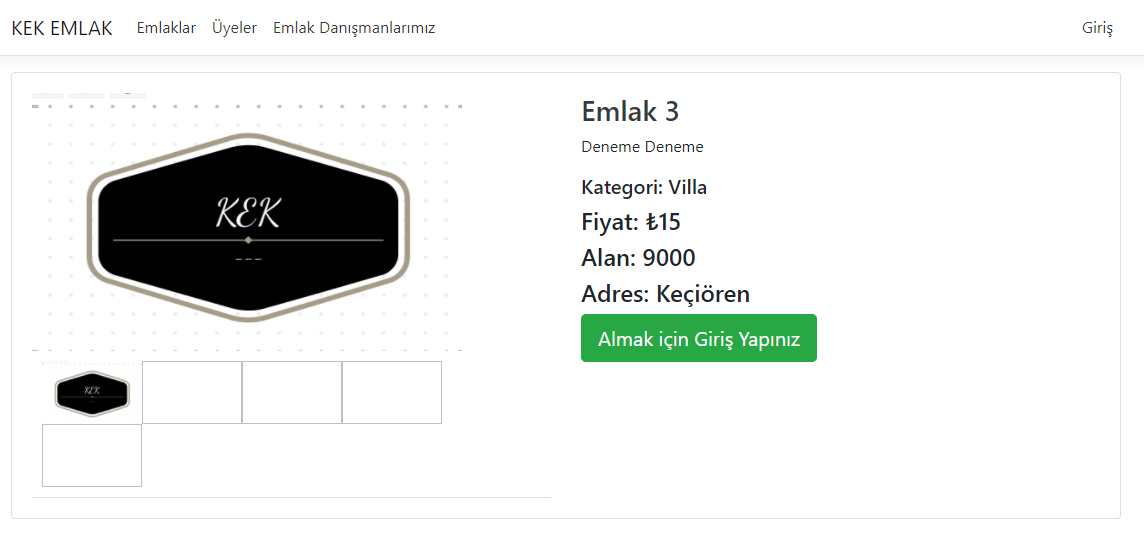 KEK EMLAK Emlaklar Üyeler Emlak Danışmanlarımız Giriş
KEK
Emlak 3
Deneme Deneme
Kategori: Villa
Fiyat: ₺15
Alan: 9000
Adres: Keçiören
Almak için Giriş Yapınız
KEK